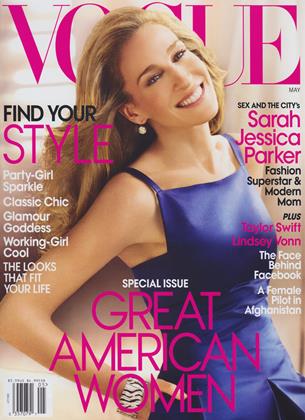 VOGUE
MAY
FIND YOUR
STYLE
Party-Girl
Sparkle
Classic Chic
Glamour
Goddess
Working-Girl
Cool
THE LOOKS
THAT FIT
YOUR LIFE
SEX AND THE CITY's
Sarah
Jessica
Parker
Fashion
Superstar &
Modern
Mom
PLUS
Taylor Swift
Lindsey Vonn
The Face
Behind
Facebook
A Female
Pilot in
Afghanistan
SPECIAL ISSUE
GREAT
AMERICAN
WOMEN